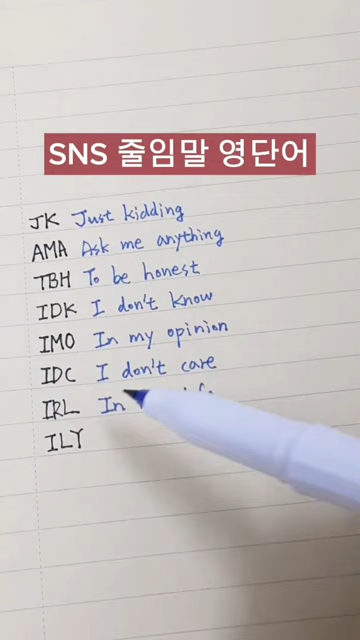 SNS 줄임말 영단어
JK Just kidding
AMA Ask me anything
TBH To be honest
IDK I don't know
IMO In my opinion
IDC I don't care
IRL In
ILY